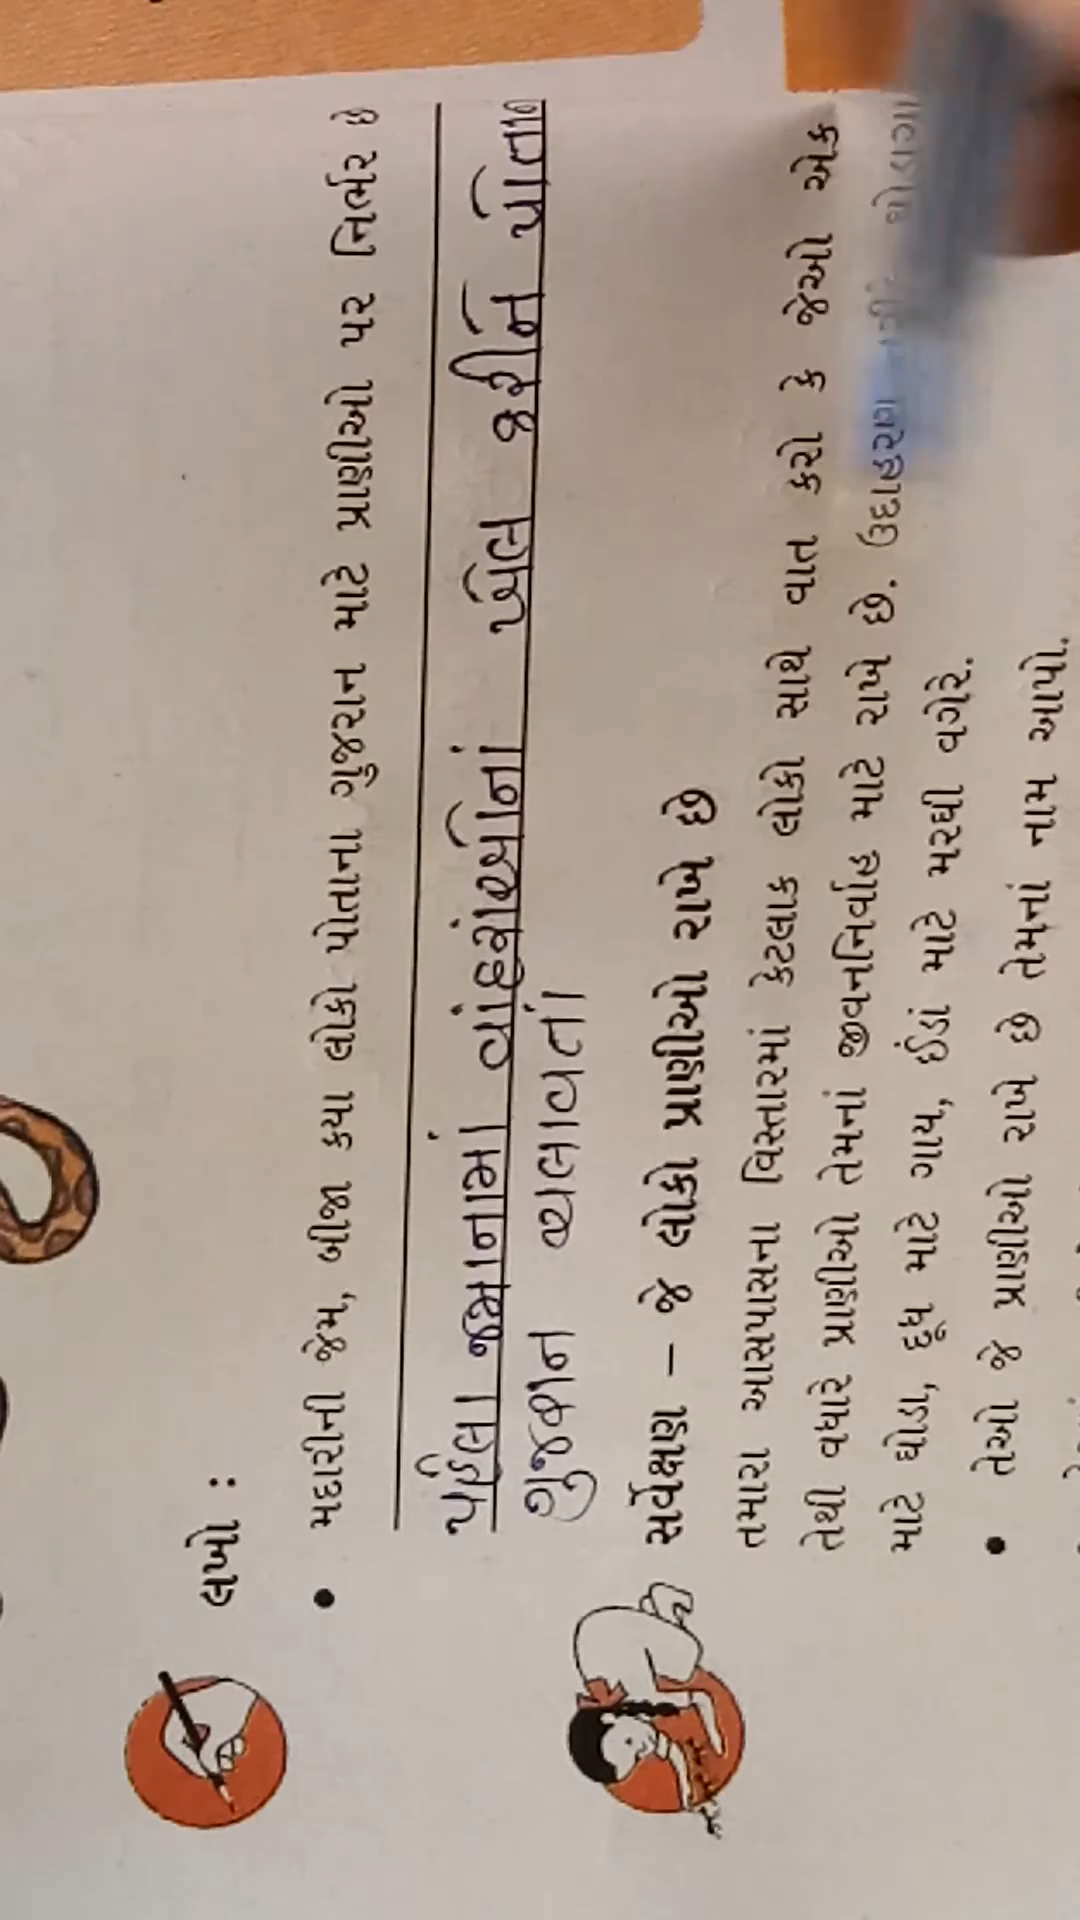 લખો :
• મદારીની જેમ, બીજા કયા લોકો પોતાના ગુજરાન માટે પ્રાણીઓ પર નિર્ભર છે
પહેલા જમાનામાં વાંદરાંઓનાં ખેલ કરીને
ગુજરાન ચલાવતાં
સર્વેક્ષણ – જે લોકો પ્રાણીઓ રાખે છે
તમારા આસપાસના વિસ્તારમાં કેટલાક લોકો સાથે વાત કરો કે જેઓ એક
તેથી વધારે પ્રાણીઓ તેમનાં જીવનનિર્વાહ માટે રાખે છે. ઉદાહરણ
માટે ઘોડા, દૂધ માટે ગાય, ઈંડાં માટે મરઘી વગેરે.
• તેઓ જે પ્રાણીઓ રાખે છે તેમનાં નામ આપો.